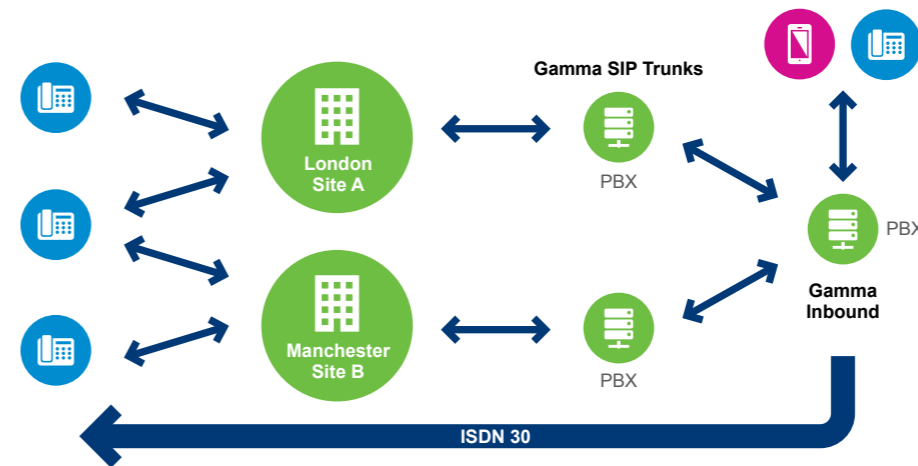 Gamma SIP Trunks
London
Site A
PBX
PBX
Gamma
Inbound
Manchester
Site B
PBX
ISDN 30